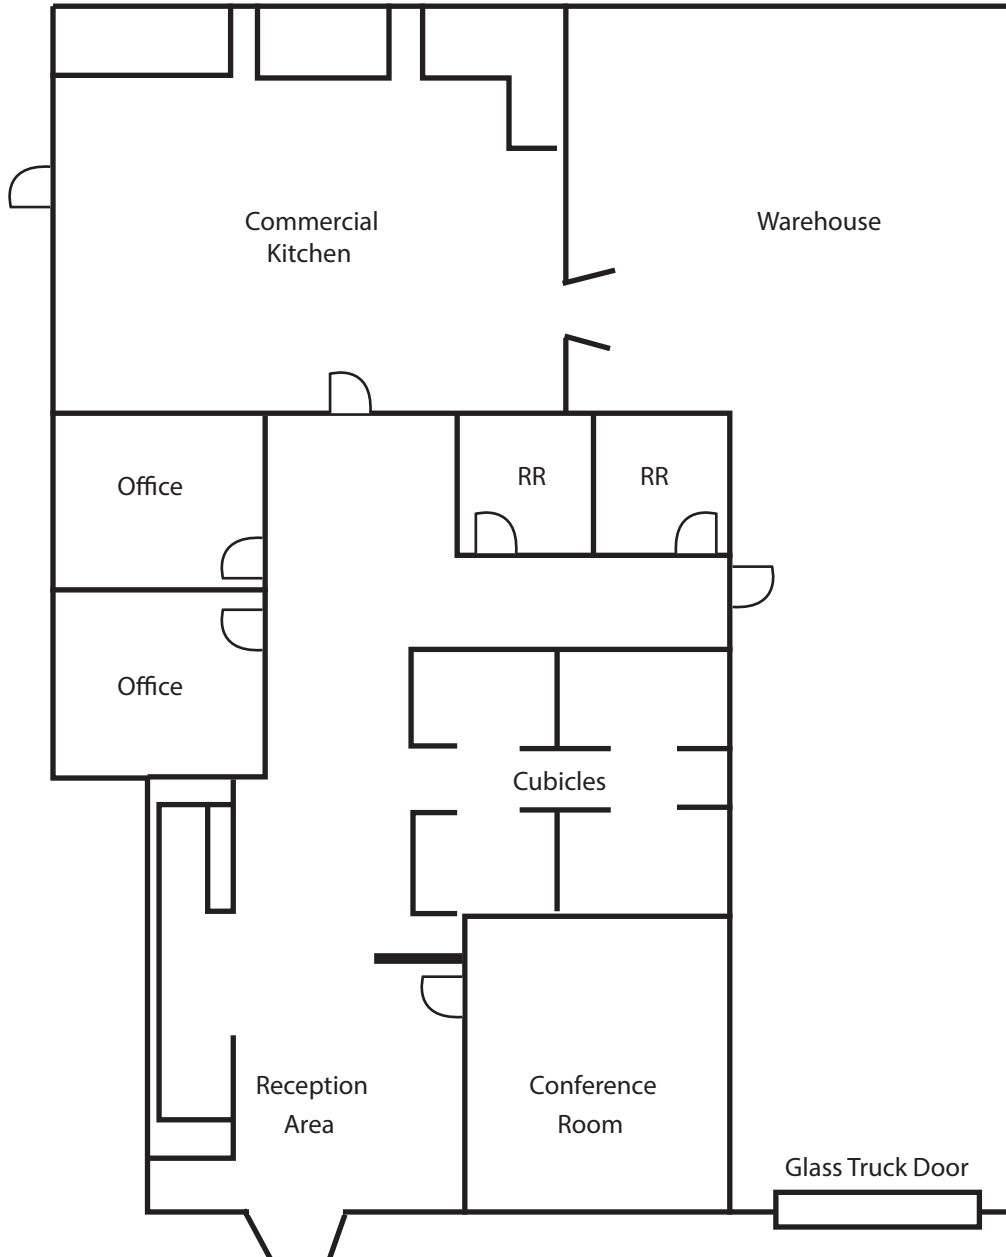 Commercial
Kitchen
Warehouse
Office
RR
RR
Office
Cubicles
Reception
Area
Conference
Room
Glass Truck Door